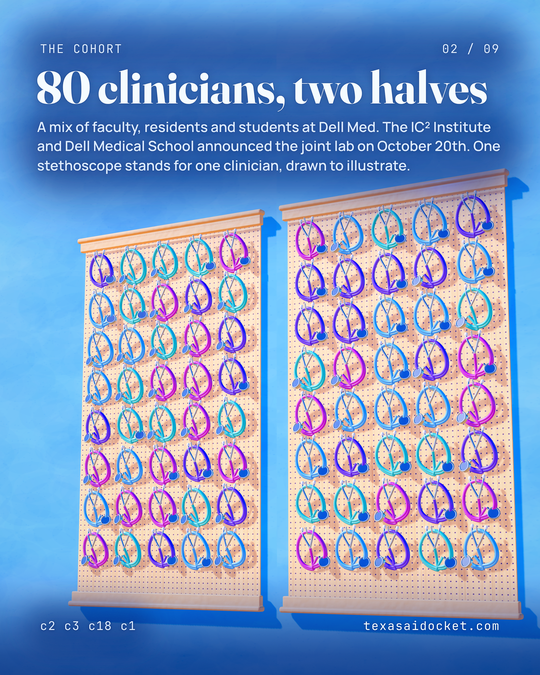 THE COHORT
02 / 09
80 clinicians, two halves
A mix of faculty, residents and students at Dell Med. The IC² Institute
and Dell Medical School announced the joint lab on October 20th. One
stethoscope stands for one clinician, drawn to illustrate.
c2 c3 c18 c1
texasaidocket.com